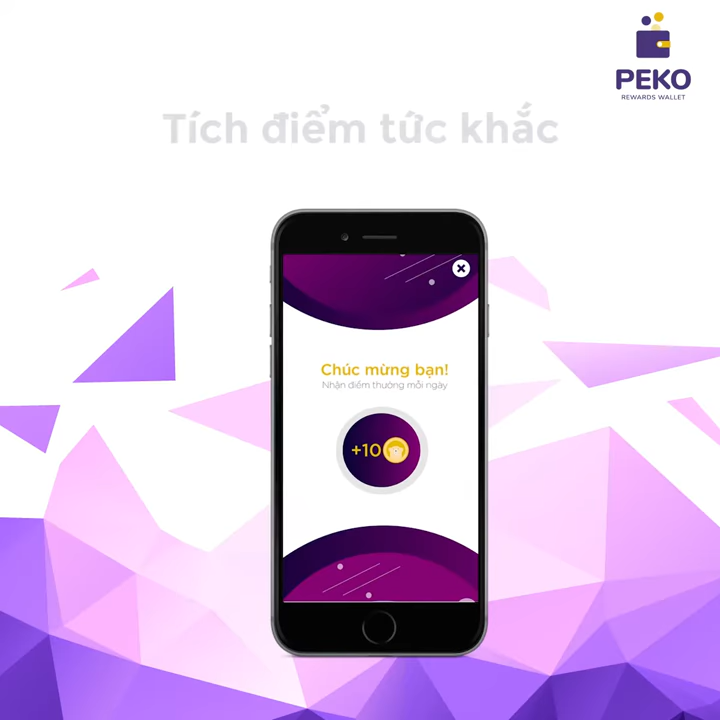 PEKO
REWARDS WALLET
Tích điểm tức khắc
Chúc mừng bạn!
Nhận điểm thưởng mỗi ngày
+10